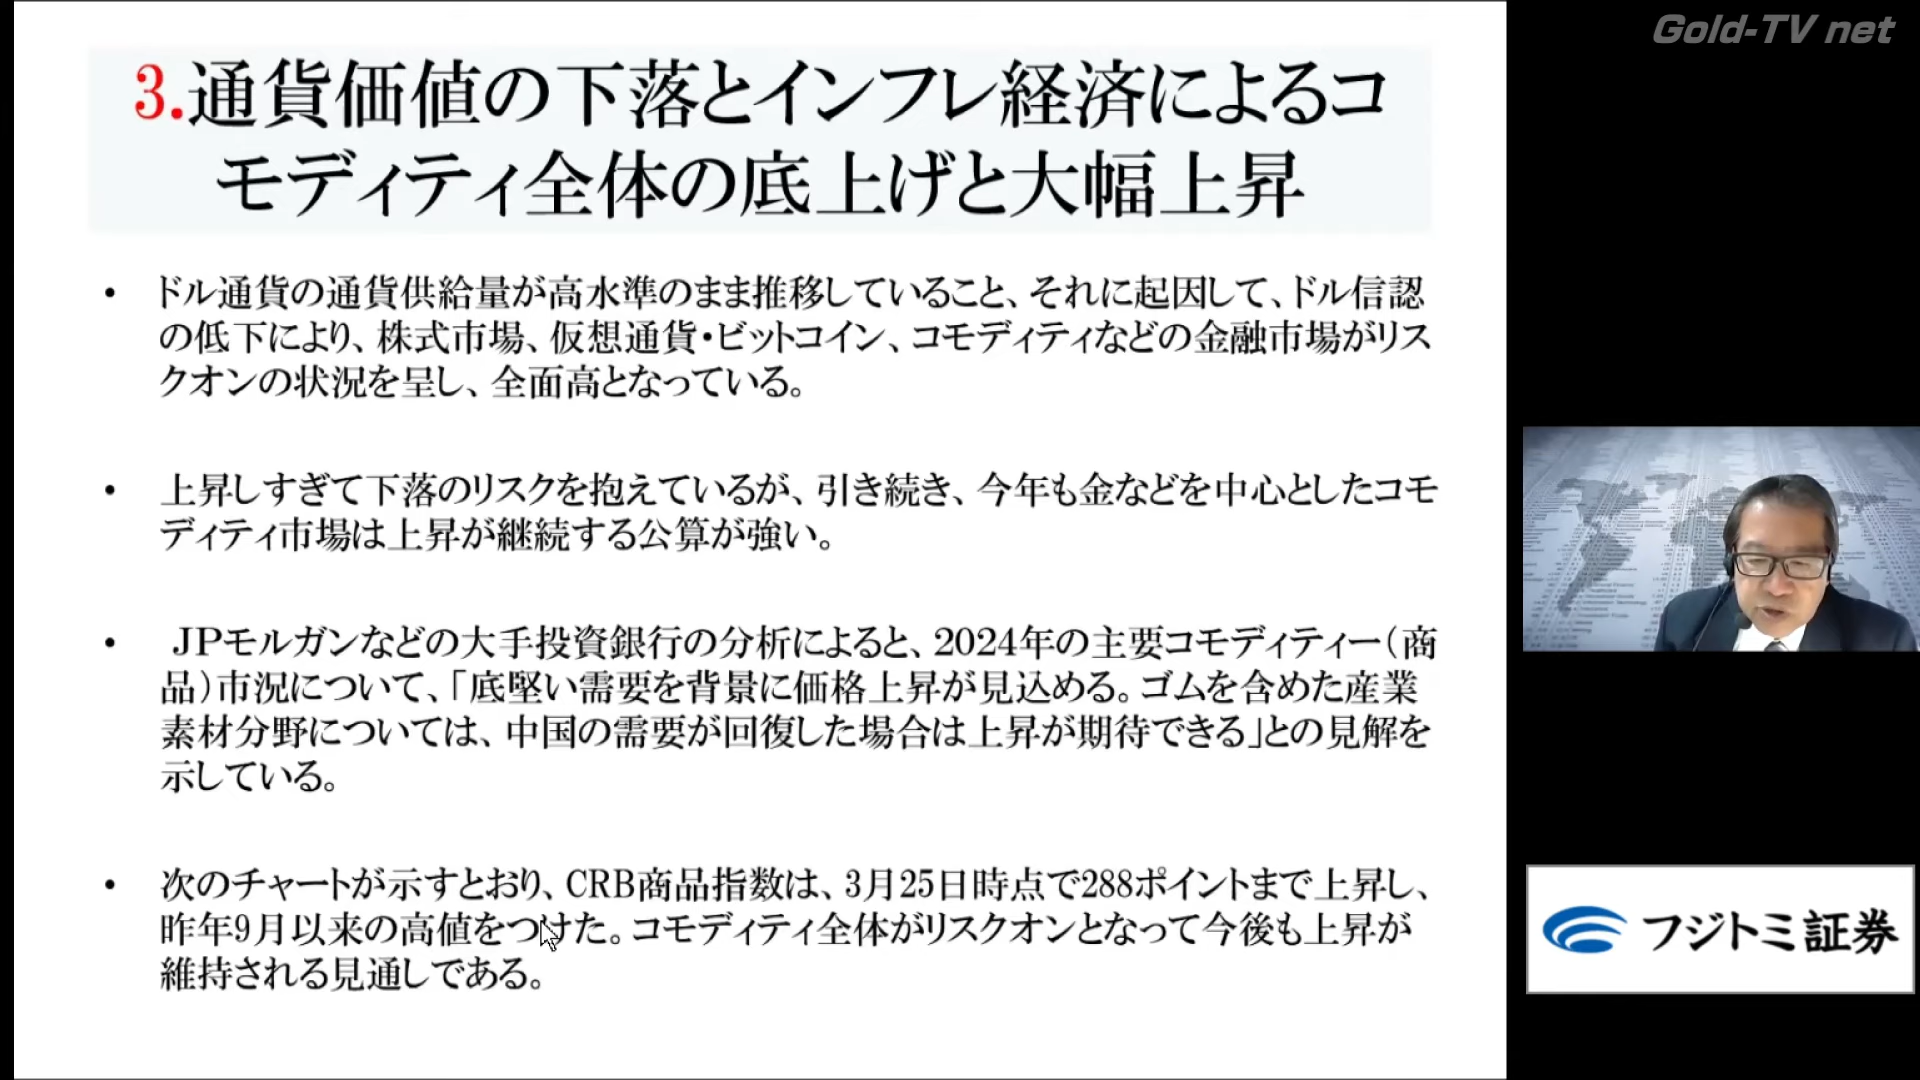 Gold-TV net
3.通貨価値の下落とインフレ経済によるコ
モディティ全体の底上げと大幅上昇
• ドル通貨の通貨供給量が高水準のまま推移していること、それに起因して、ドル信認
の低下により、株式市場、仮想通貨・ビットコイン、コモディティなどの金融市場がリス
クオンの状況を呈し、全面高となっている。
• 上昇しすぎて下落のリスクを抱えているが、引き続き、今年も金などを中心としたコモ
ディティ市場は上昇が継続する公算が強い。
• JPモルガンなどの大手投資銀行の分析によると、2024年の主要コモディティー(商
品)市況について、「底堅い需要を背景に価格上昇が見込める。ゴムを含めた産業
素材分野については、中国の需要が回復した場合は上昇が期待できる」との見解を
示している。
• 次のチャートが示すとおり、CRB商品指数は、3月25日時点で288ポイントまで上昇し、
昨年9月以来の高値をつけた。コモディティ全体がリスクオンとなって今後も上昇が
維持される見通しである。
フジトミ証券